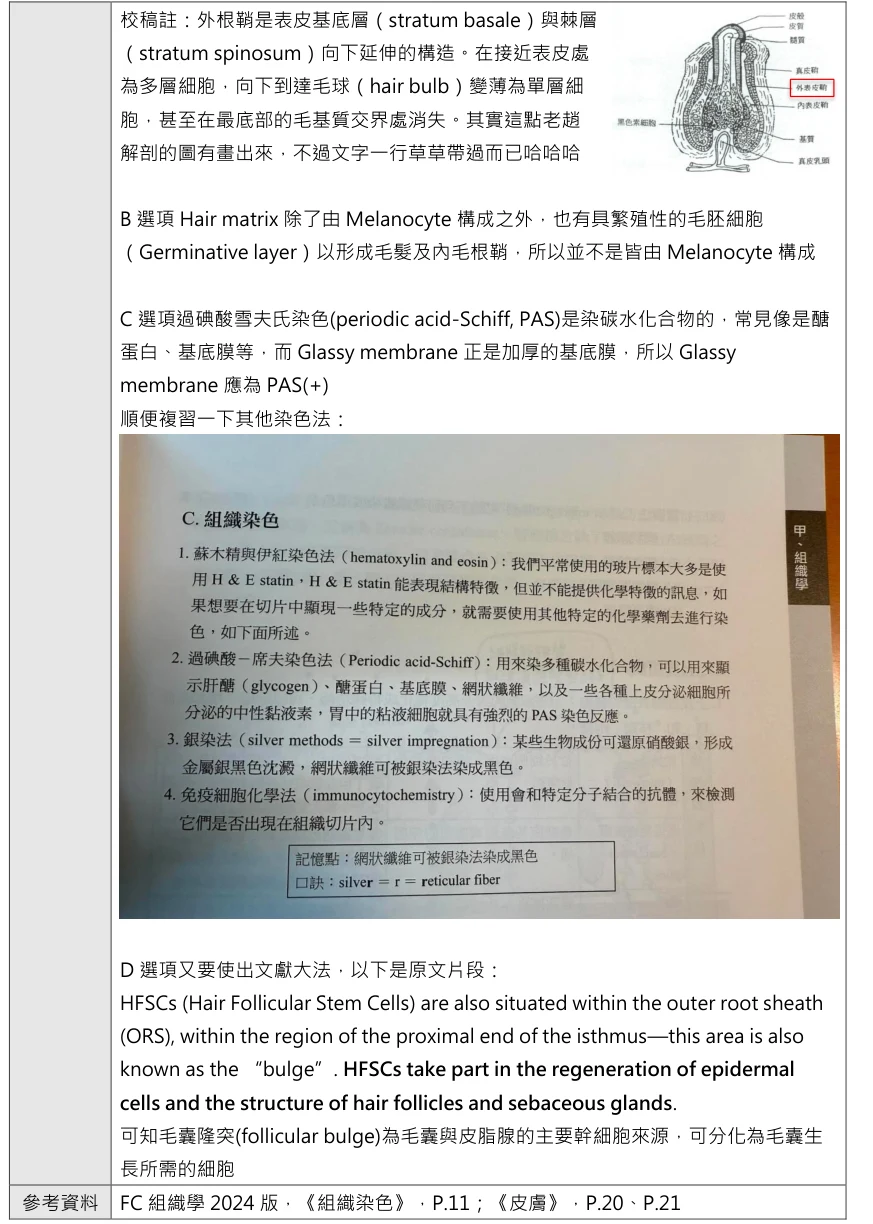 校稿註：外根鞘是表皮基底層（stratum basale）與棘層
（stratum spinosum）向下延伸的構造。在接近表皮處
為多層細胞，向下到達毛球（hair bulb）變薄為單層細
胞，甚至在最底部的毛基質交界處消失。其實這點老趙
解剖的圖有畫出來，不過文字一行草草帶過而已哈哈哈
皮質
髓質
真皮鞘
外表皮鞘
內表皮鞘
黑色素細胞
基質
真皮乳頭
B 選項 Hair matrix 除了由 Melanocyte 構成之外，也有具繁殖性的毛胚細胞
（Germinative layer）以形成毛髮及內毛根鞘，所以並不是皆由 Melanocyte 構成
C 選項過碘酸雪夫氏染色(periodic acid-Schiff, PAS)是染碳水化合物的，常見像是醣
蛋白、基底膜等，而 Glassy membrane 正是加厚的基底膜，所以 Glassy
membrane 應為 PAS(+)
順便複習一下其他染色法：
C. 組織染色
1. 蘇木精與伊紅染色法（hematoxylin and eosin）：我們平常使用的玻片標本大多是使
用 H & E statin，H & E statin 能表現結構特徵，但並不能提供化學特徵的訊息，如
果想要在切片中顯現一些特定的成分，就需要使用其他特定的化學藥劑去進行染
色，如下面所述。
2. 過碘酸－席夫染色法（Periodic acid-Schiff）：用來染多種碳水化合物，可以用來顯
示肝醣（glycogen）、醣蛋白、基底膜、網狀纖維，以及一些各種上皮分泌細胞所
分泌的中性黏液素，胃中的粘液細胞就具有強烈的 PAS 染色反應。
3. 銀染法（silver methods = silver impregnation）：某些生物成份可還原硝酸銀，形成
金屬銀黑色沈澱，網狀纖維可被銀染法染成黑色。
4. 免疫細胞化學法（immunocytochemistry）：使用會和特定分子結合的抗體，來檢測
它們是否出現在組織切片內。
記憶點：網狀纖維可被銀染法染成黑色
口訣：silver = r = reticular fiber
甲、組織學
D 選項又要使出文獻大法，以下是原文片段：
HFSCs (Hair Follicular Stem Cells) are also situated within the outer root sheath
(ORS), within the region of the proximal end of the isthmus—this area is also
known as the “bulge”. HFSCs take part in the regeneration of epidermal
cells and the structure of hair follicles and sebaceous glands.
可知毛囊隆突(follicular bulge)為毛囊與皮脂腺的主要幹細胞來源，可分化為毛囊生
長所需的細胞
參考資料
FC 組織學 2024 版，《組織染色》，P.11；《皮膚》，P.20、P.21